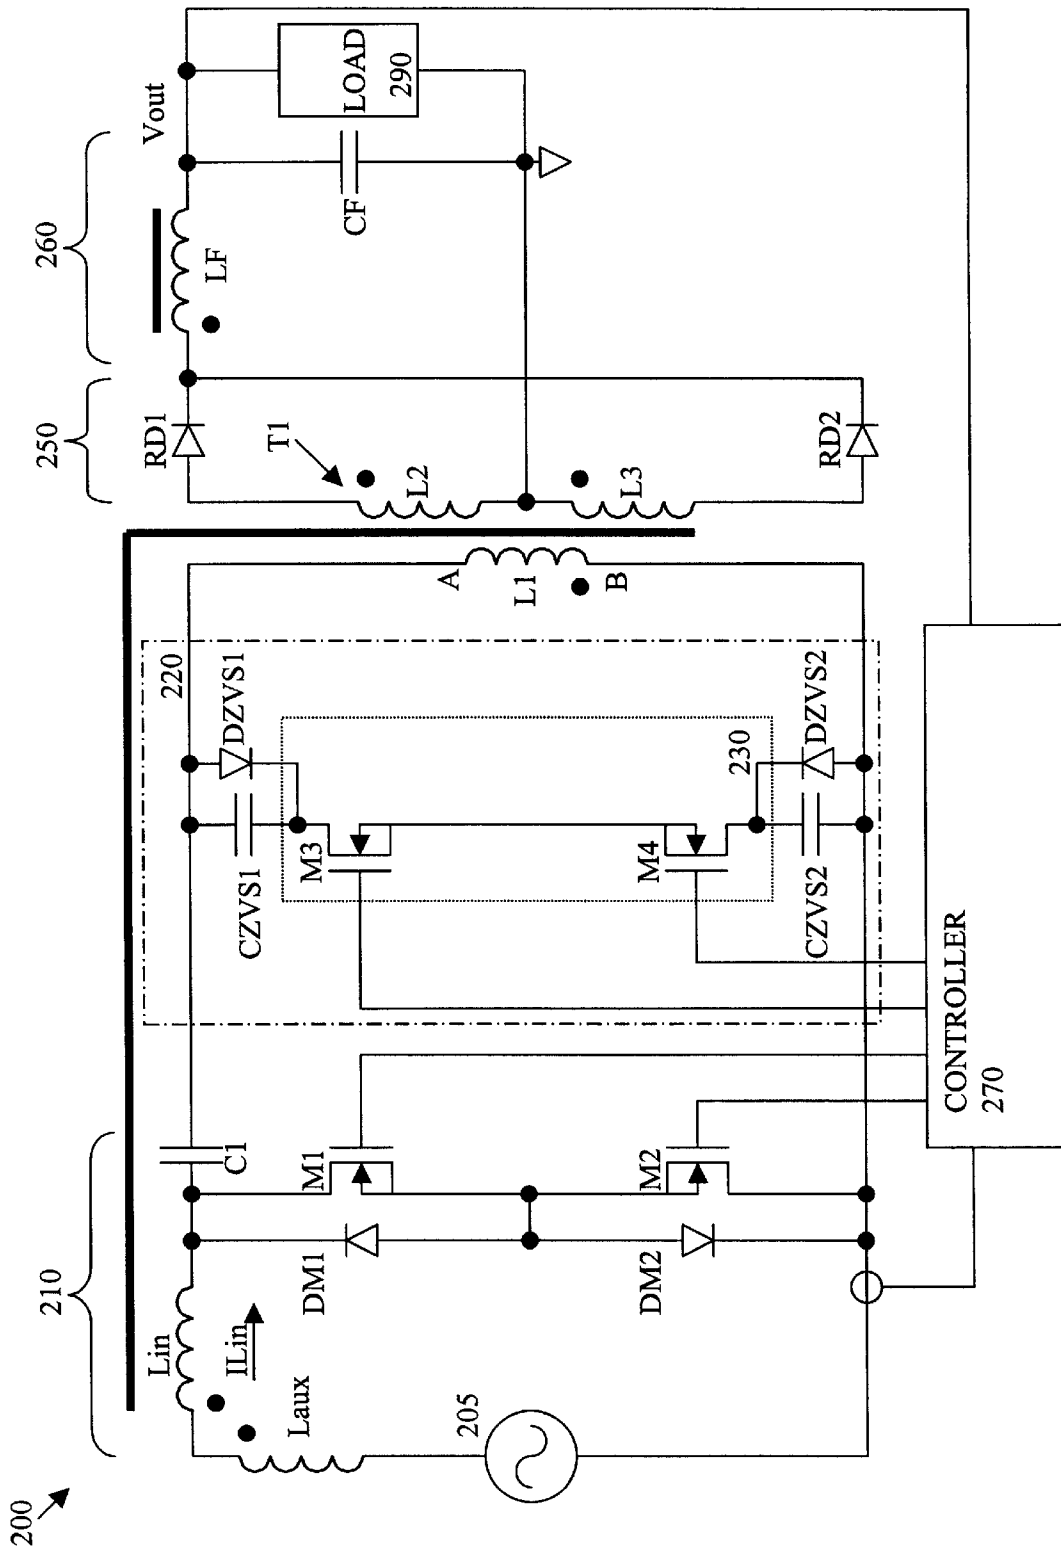 200
210
Lin
ILin
Laux
205
C1
DM1
M1
DM2
M2
220
CZVS1
DZVS1
M3
230
M4
CZVS2
DZVS2
A
L1
B
T1
L2
L3
250
RD1
RD2
260
LF
Vout
CF
LOAD
290
CONTROLLER
270